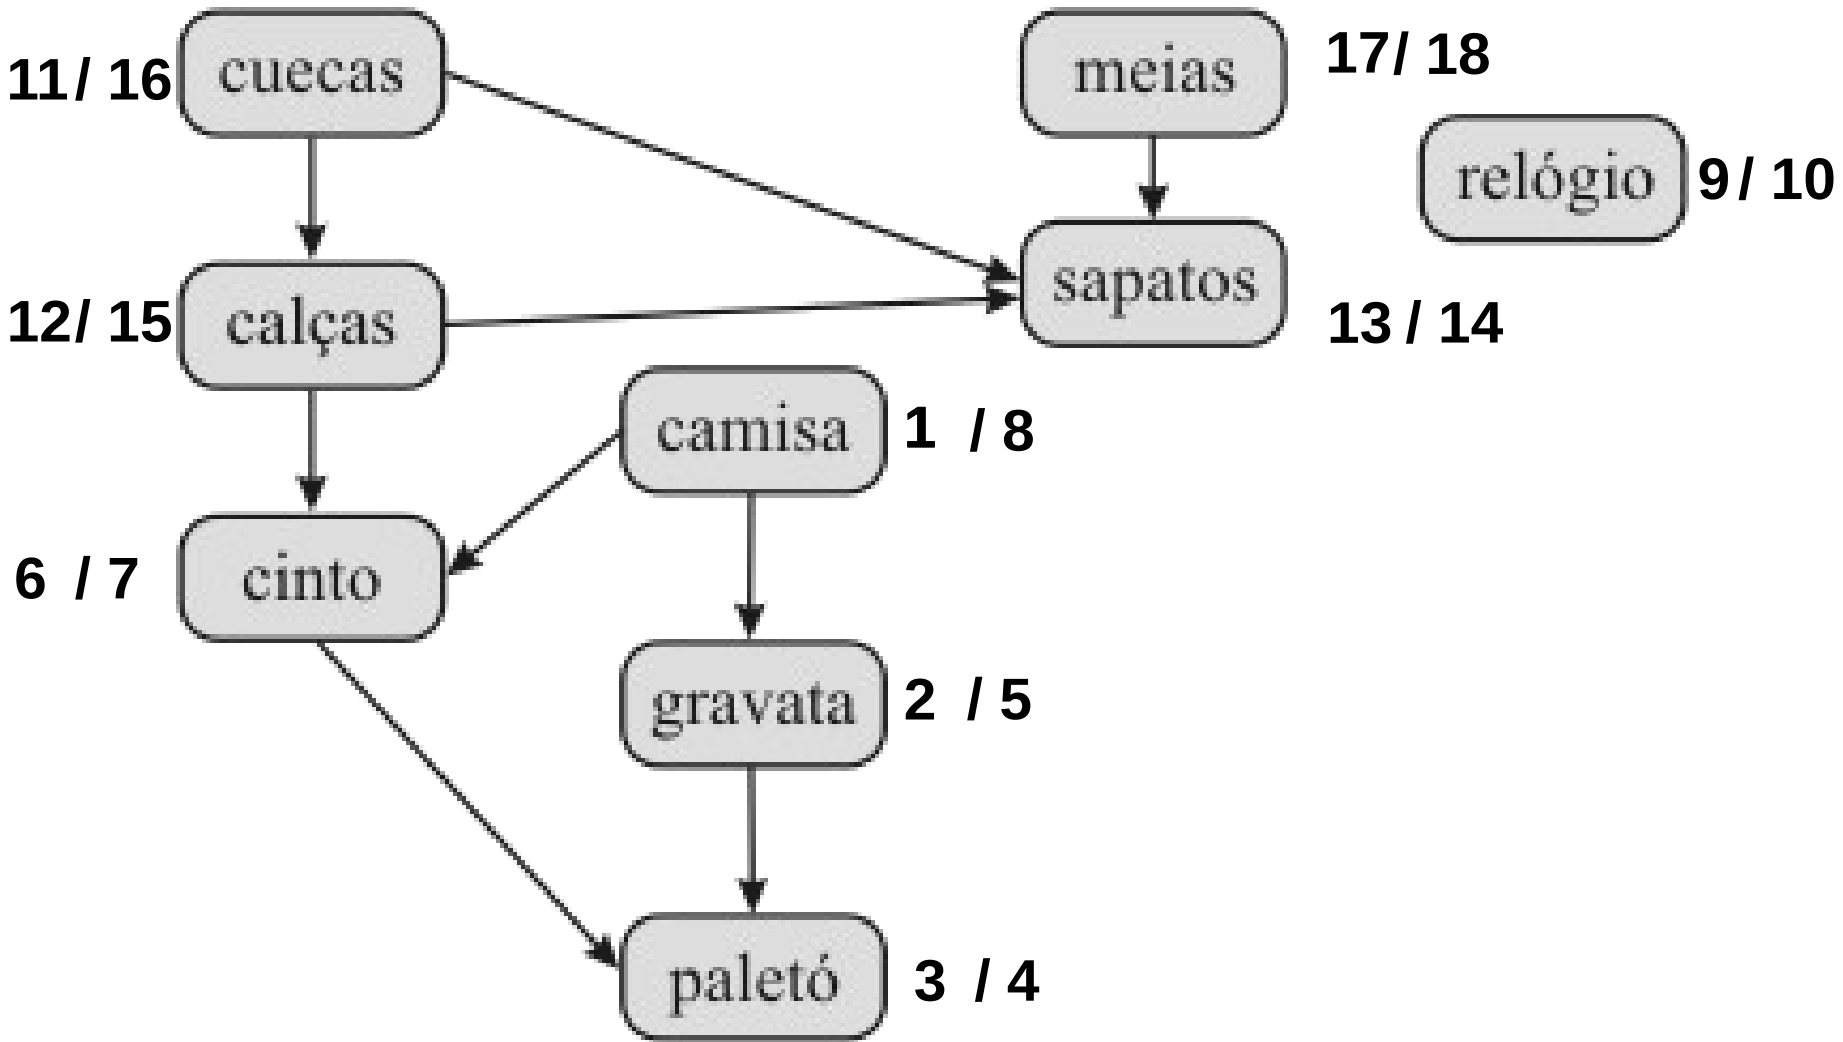 11/ 16
cuecas
meias
17/ 18
relógio
9/ 10
12/ 15
calças
sapatos
13 / 14
camisa
1 / 8
6 / 7
cinto
gravata
2 / 5
paletó
3 / 4